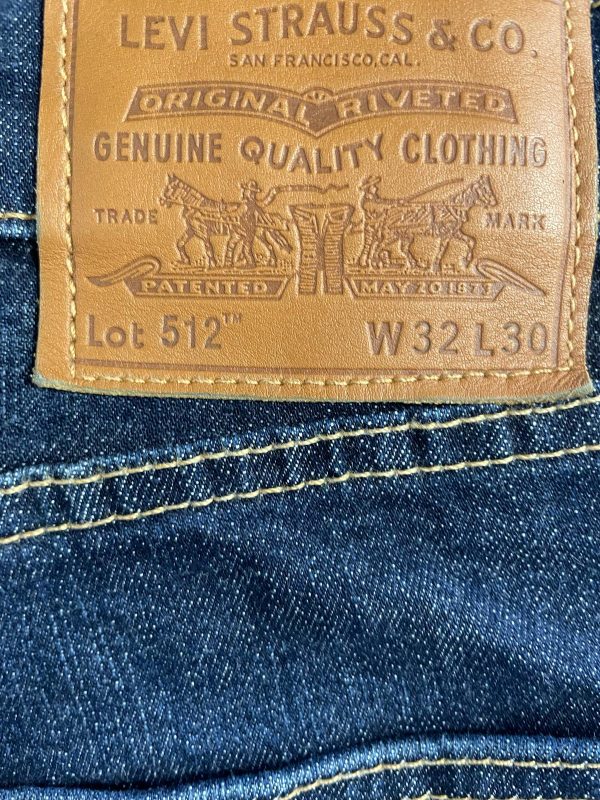 LEVI STRAUSS & CO.
SAN FRANCISCO, CAL.
ORIGINAL RIVETED
GENUINE QUALITY CLOTHING
TRADE MARK
PATENTED MAY 20 1873
Lot 512™ W32 L30